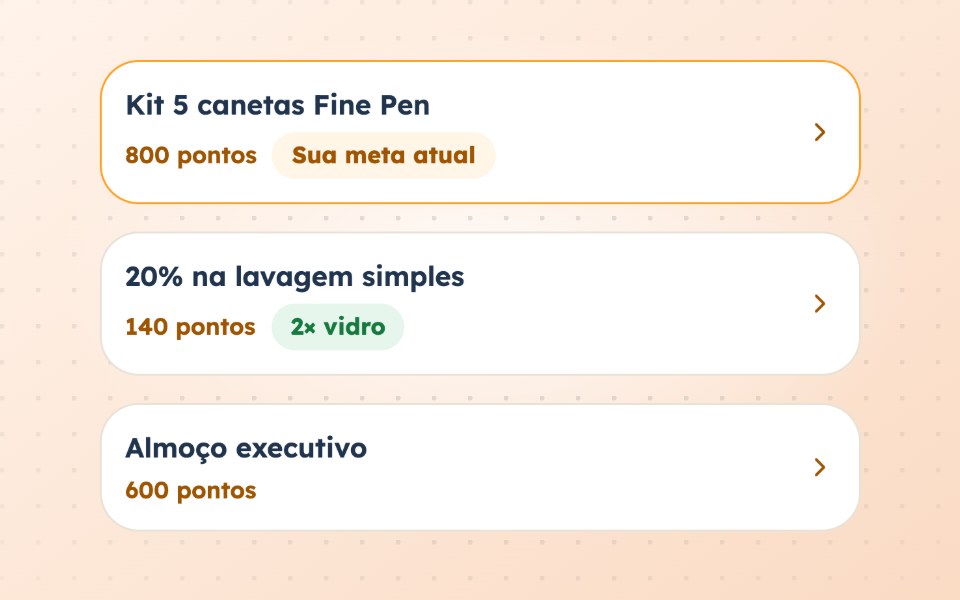 Kit 5 canetas Fine Pen
800 pontos Sua meta atual
20% na lavagem simples
140 pontos 2× vidro
Almoço executivo
600 pontos